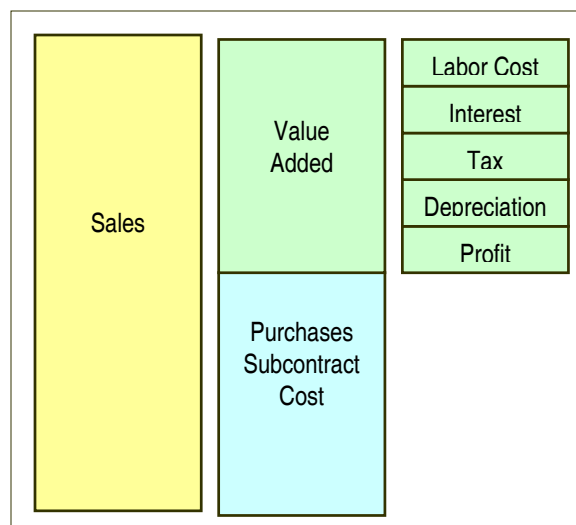 Sales
Value
Added
Purchases
Subcontract
Cost
Labor Cost
Interest
Tax
Depreciation
Profit